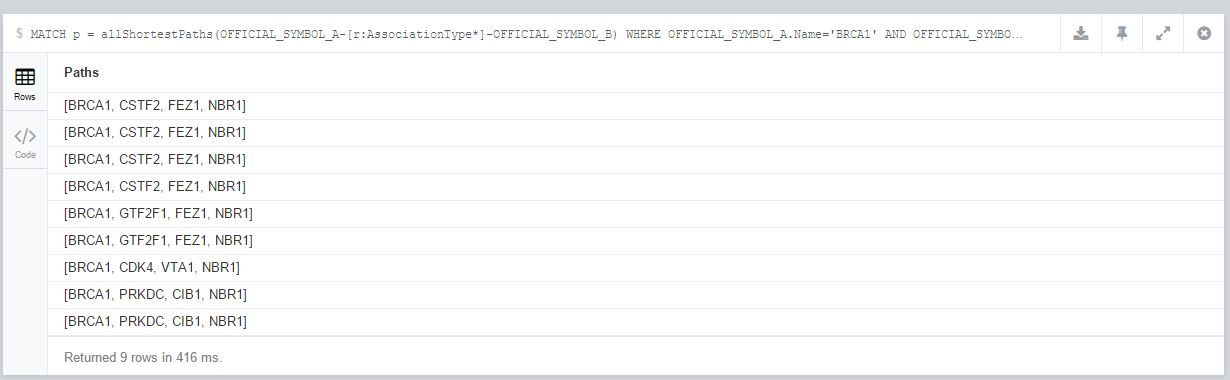 $ MATCH p = allShortestPaths(OFFICIAL_SYMBOL_A-[r:AssociationType*]-OFFICIAL_SYMBOL_B) WHERE OFFICIAL_SYMBOL_A.Name='BRCA1' AND OFFICIAL_SYMBO...
Rows
Code
Paths
[BRCA1, CSTF2, FEZ1, NBR1]
[BRCA1, CSTF2, FEZ1, NBR1]
[BRCA1, CSTF2, FEZ1, NBR1]
[BRCA1, CSTF2, FEZ1, NBR1]
[BRCA1, GTF2F1, FEZ1, NBR1]
[BRCA1, GTF2F1, FEZ1, NBR1]
[BRCA1, CDK4, VTA1, NBR1]
[BRCA1, PRKDC, CIB1, NBR1]
[BRCA1, PRKDC, CIB1, NBR1]
Returned 9 rows in 416 ms.